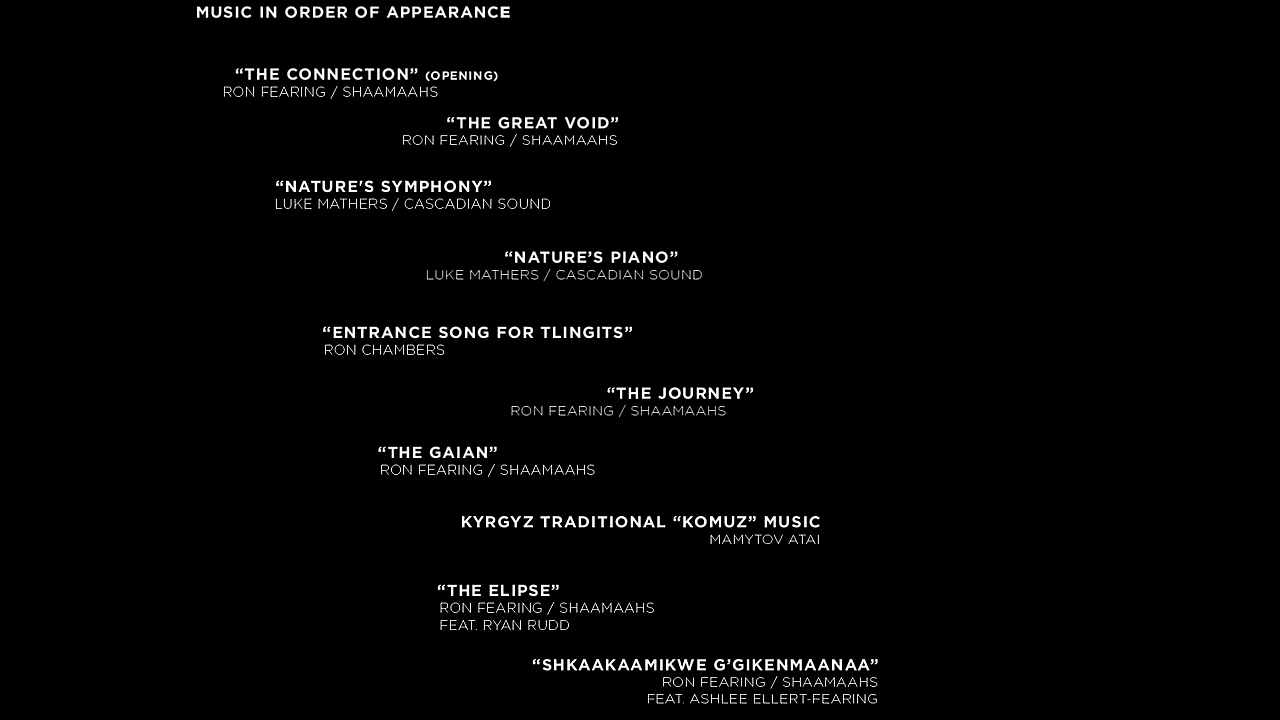 MUSIC IN ORDER OF APPEARANCE
“THE CONNECTION” (OPENING)
RON FEARING / SHAAMAAHS
“THE GREAT VOID”
RON FEARING / SHAAMAAHS
“NATURE'S SYMPHONY”
LUKE MATHERS / CASCADIAN SOUND
“NATURE’S PIANO”
LUKE MATHERS / CASCADIAN SOUND
“ENTRANCE SONG FOR TLINGITS”
RON CHAMBERS
“THE JOURNEY”
RON FEARING / SHAAMAAHS
“THE GAIAN”
RON FEARING / SHAAMAAHS
KYRGYZ TRADITIONAL “KOMUZ” MUSIC
MAMYTOV ATAI
“THE ELIPSE”
RON FEARING / SHAAMAAHS
FEAT. RYAN RUDD
“SHKAAKAAMIKWE G’GIKENMAANAA”
RON FEARING / SHAAMAAHS
FEAT. ASHLEE ELLERT-FEARING